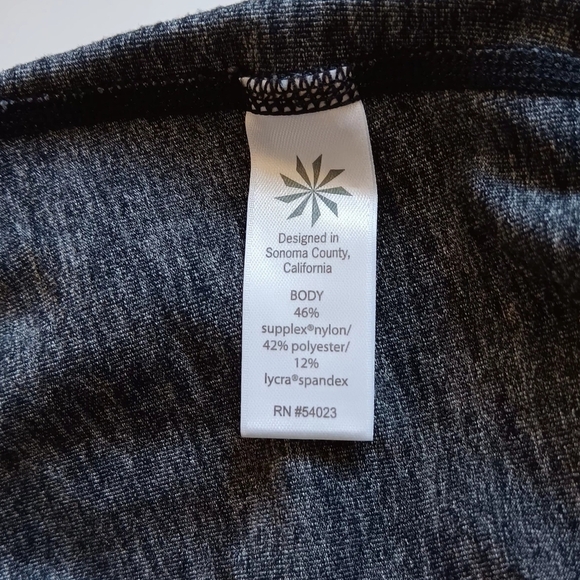 Designed in
Sonoma County,
California
BODY
46%
supplex®nylon/
42% polyester/
12%
lycra®spandex
RN #54023